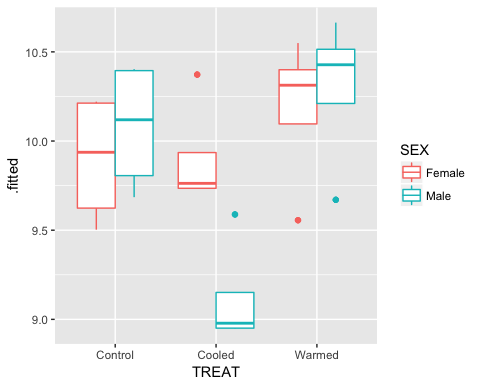 10.5
10.0
9.5
9.0
.fitted
Control Cooled Warmed
TREAT
SEX
Female
Male